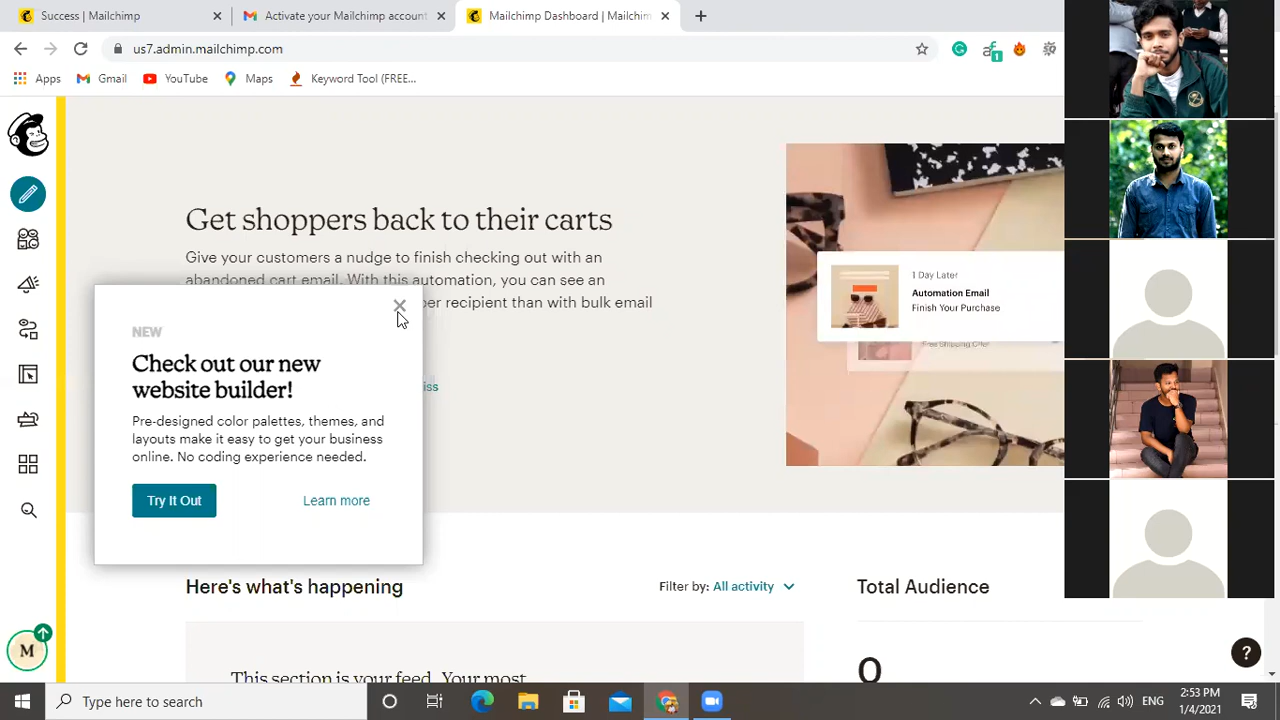 Success | Mailchimp
Activate your Mailchimp account
Mailchimp Dashboard | Mailchim
us7.admin.mailchimp.com
Apps
Gmail
YouTube
Maps
Keyword Tool (FREE...
1
Get shoppers back to their carts
Give your customers a nudge to finish checking out with an
abandoned cart email. With this automation, you can see an
per recipient than with bulk email
iss
NEW
Check out our new
website builder!
Pre-designed color palettes, themes, and
layouts make it easy to get your business
online. No coding experience needed.
Try It Out
Learn more
1 Day Later
Automation Email
Finish Your Purchase
Free Shipping Offer
Here's what's happening
Filter by: All activity
Total Audience
This section is your feed. Your most
0
M
?
Type here to search
ENG
2:53 PM
1/4/2021